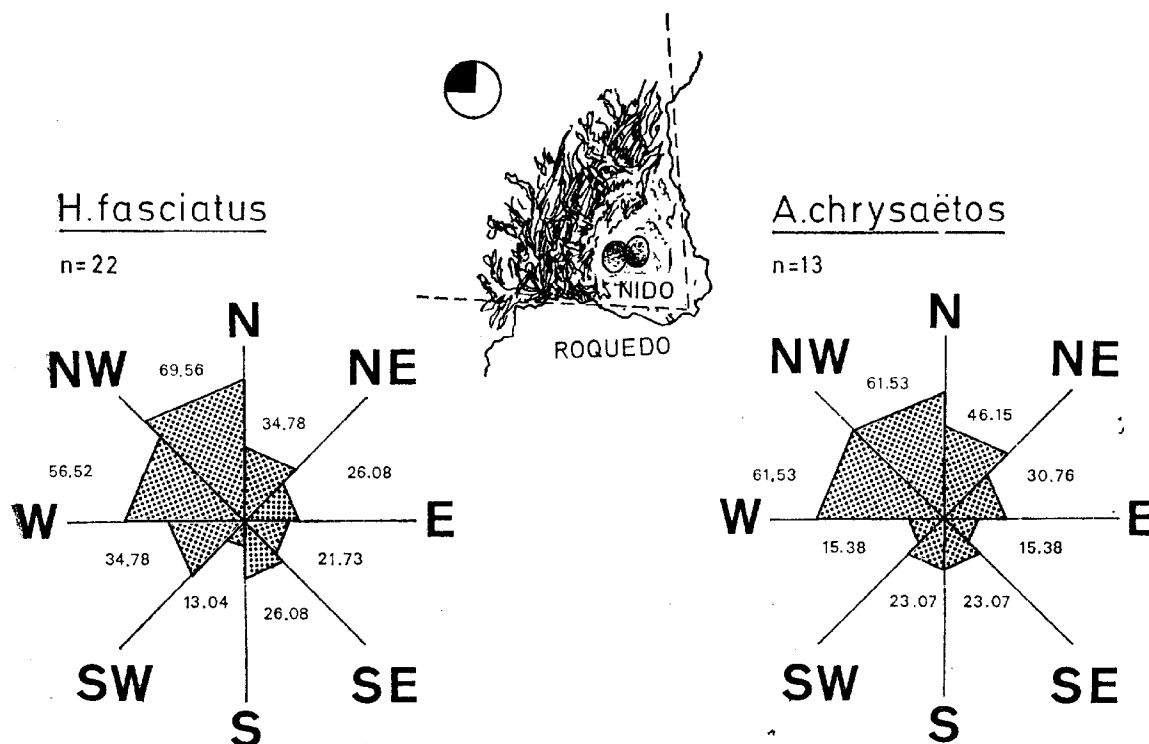 H.fasciatus
n=22
N
NW
69.56
NE
34.78
56.52
26.08
W
E
34.78
21.73
13.04
26.08
SW
SE
S
NIDO
ROQUEDO
A.chrysaëtos
n=13
N
NW
61.53
NE
46.15
61.53
30.76
W
E
15.38
15.38
23.07
23.07
SW
SE
S